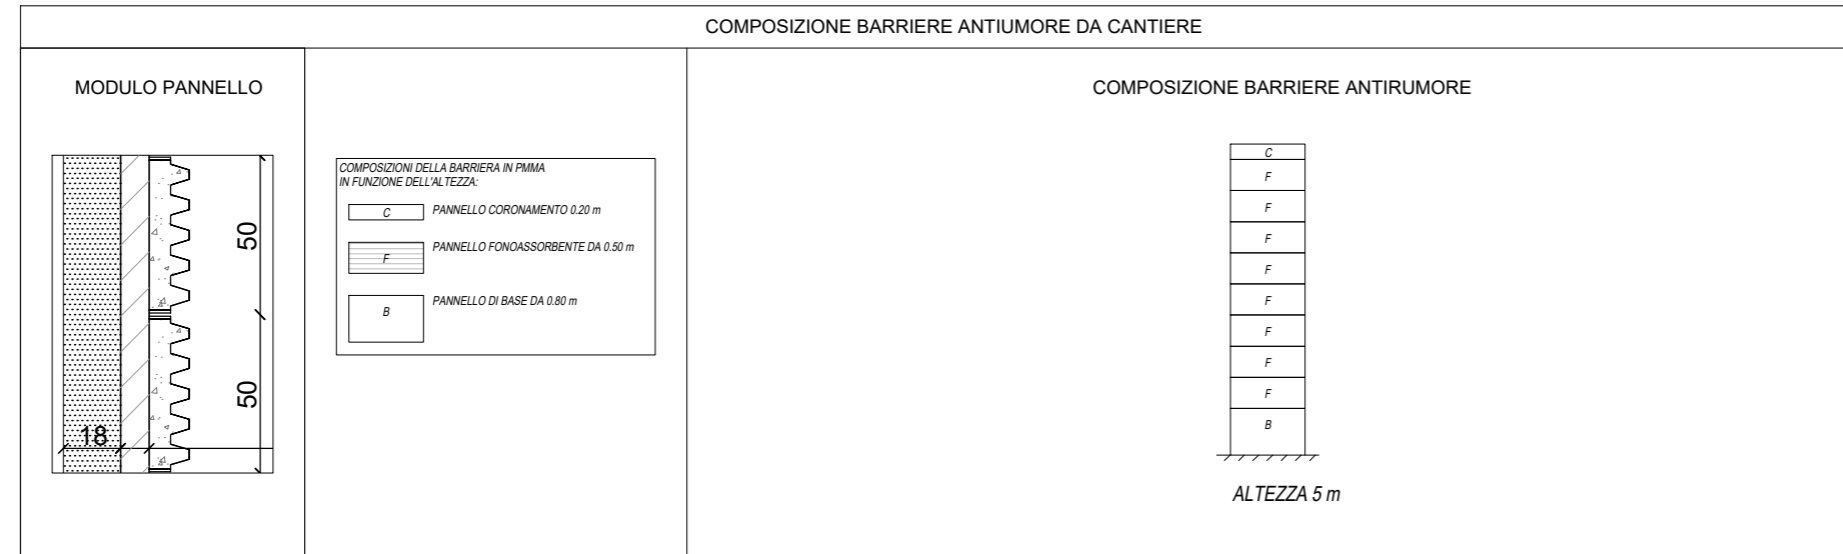 COMPOSIZIONE BARRIERE ANTIUMORE DA CANTIERE
MODULO PANNELLO
50
50
18
COMPOSIZIONI DELLA BARRIERA IN PMMA
IN FUNZIONE DELL'ALTEZZA:
C PANNELLO CORONAMENTO 0.20 m
F PANNELLO FONOASSORBENTE DA 0.50 m
B PANNELLO DI BASE DA 0.80 m
COMPOSIZIONE BARRIERE ANTIRUMORE
C
F
F
F
F
F
F
F
F
B
ALTEZZA 5 m